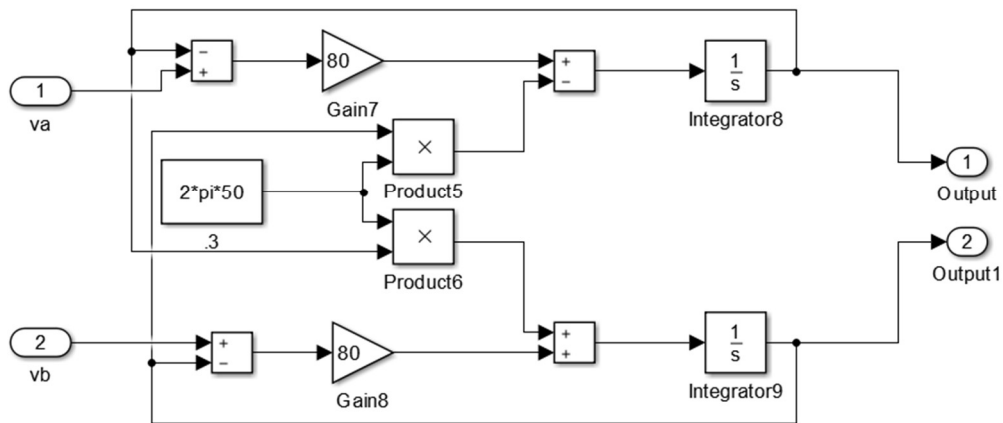 −
+
80
Gain7
+
−
1
s
Integrator8
1
va
×
Product5
2*pi*50
1
Output
.3
×
Product6
2
Output1
2
vb
+
−
80
Gain8
+
+
1
s
Integrator9